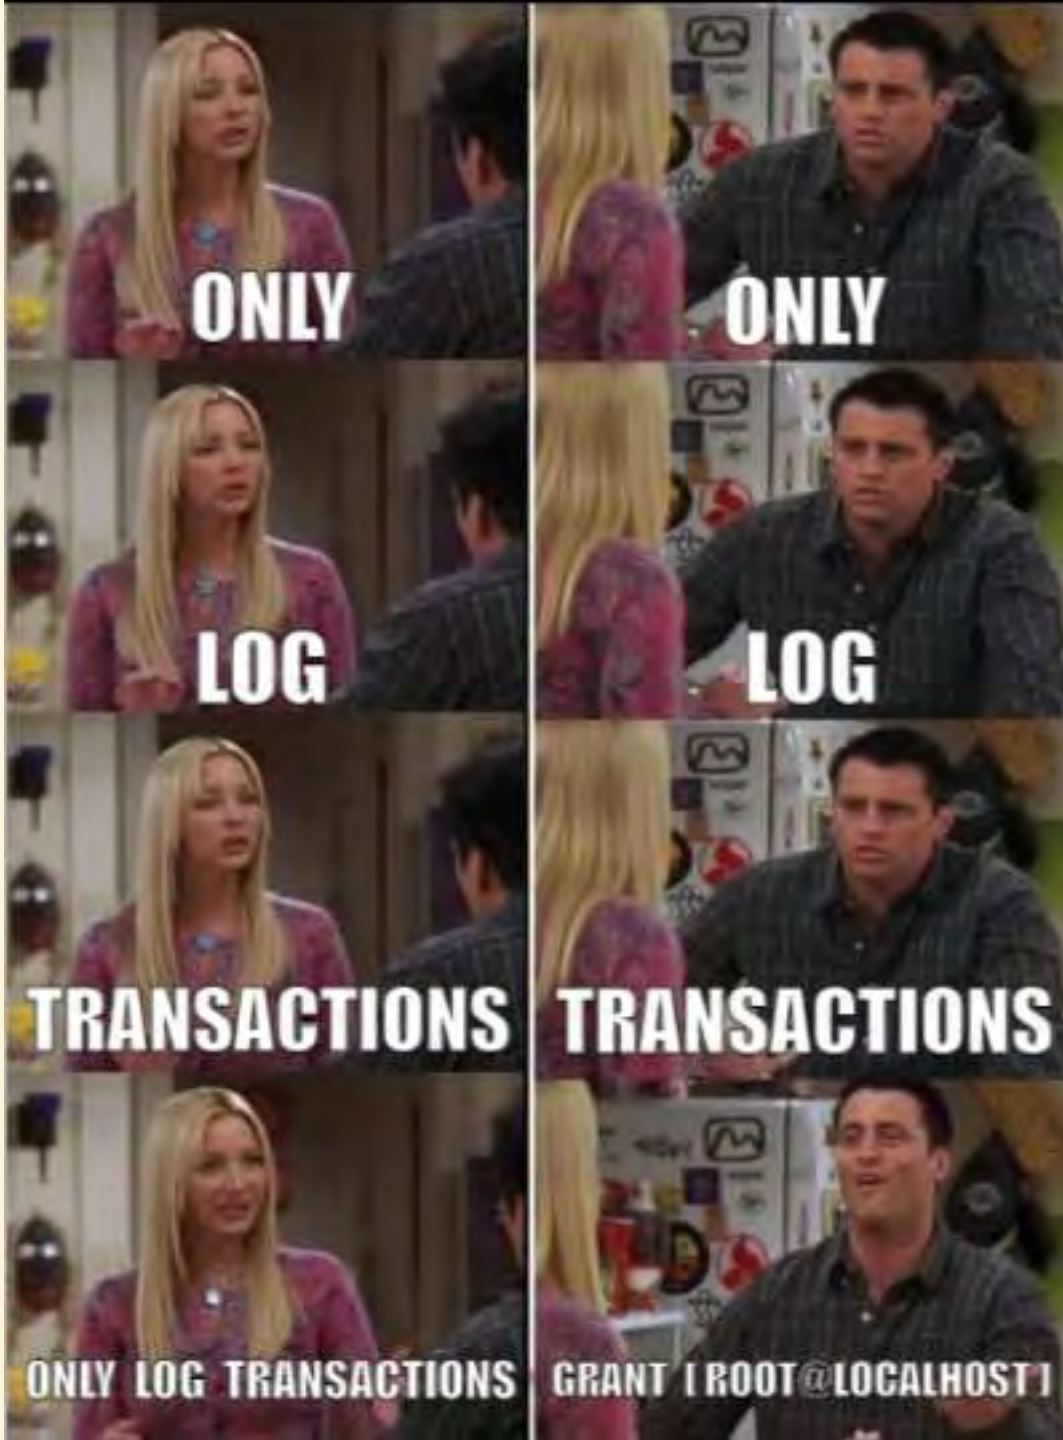 ONLY
ONLY
LOG
LOG
TRANSACTIONS
TRANSACTIONS
ONLY LOG TRANSACTIONS
GRANT [ROOT@LOCALHOST]